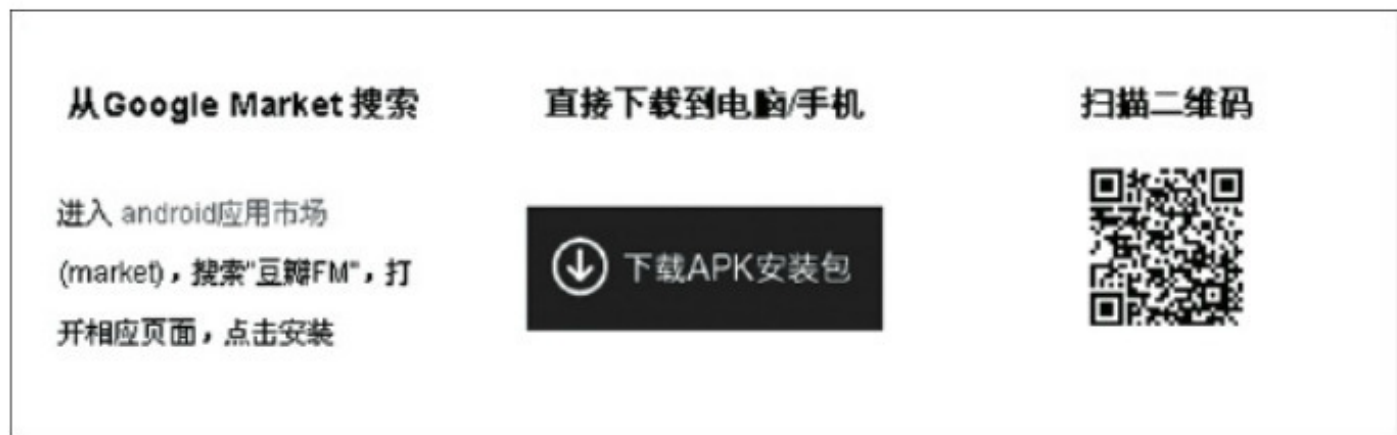 从Google Market 搜索
进入 android应用市场
(market)，搜索"豆瓣FM"，打
开相应页面，点击安装
直接下载到电脑/手机
下载APK安装包
扫描二维码